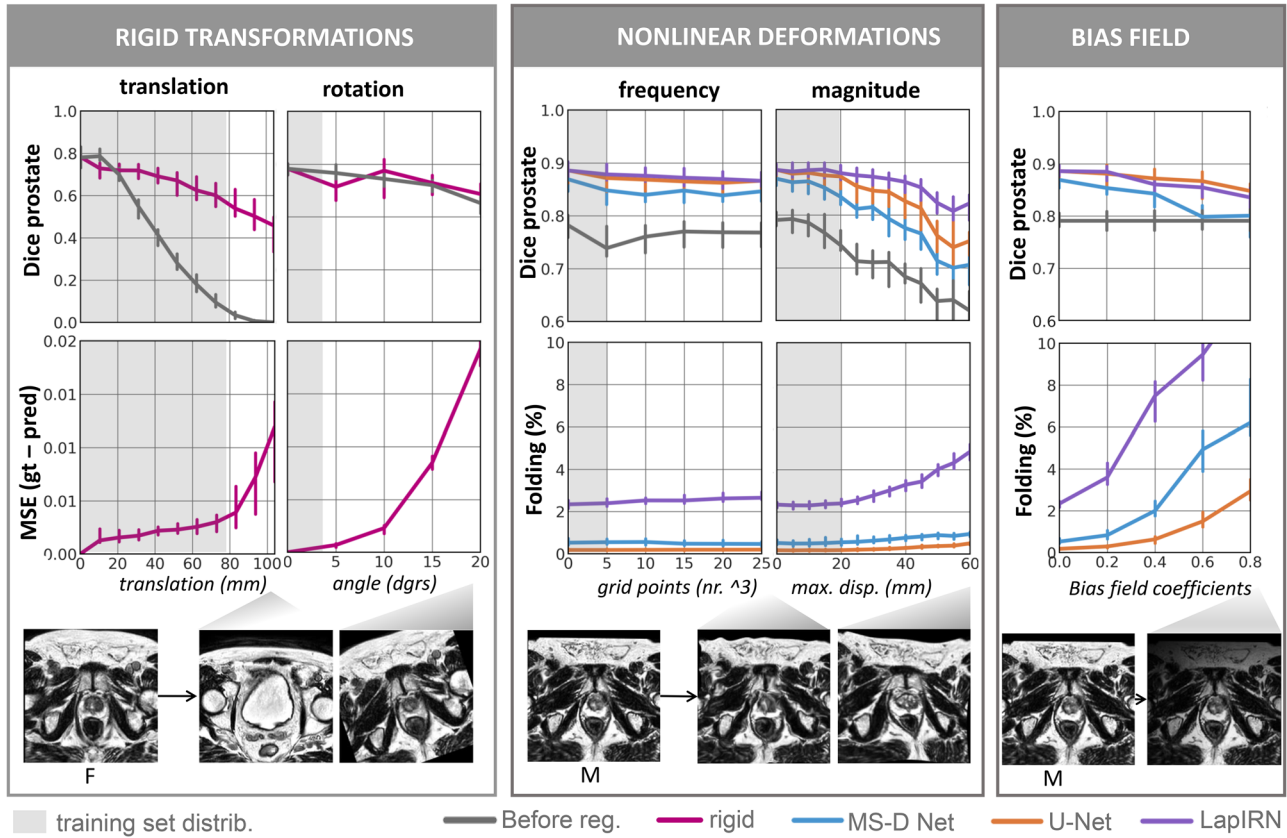 RIGID TRANSFORMATIONS
translation
rotation
Dice prostate
1.0
0.8
0.6
0.4
0.2
0.0
MSE (gt – pred)
0.02
0.01
0.01
0.01
0.00
0 20 40 60 80 100
translation (mm)
0 5 10 15 20
angle (dgrs)
F
NONLINEAR DEFORMATIONS
frequency
magnitude
Dice prostate
1.0
0.9
0.8
0.7
0.6
Folding (%)
10
8
6
4
2
0
0 5 10 15 20 25
grid points (nr. ^3)
0 20 40 60
max. disp. (mm)
M
BIAS FIELD
Dice prostate
1.0
0.9
0.8
0.7
0.6
Folding (%)
10
8
6
4
2
0
0.0 0.2 0.4 0.6 0.8
Bias field coefficients
M
training set distrib.
Before reg.
rigid
MS-D Net
U-Net
LapIRN